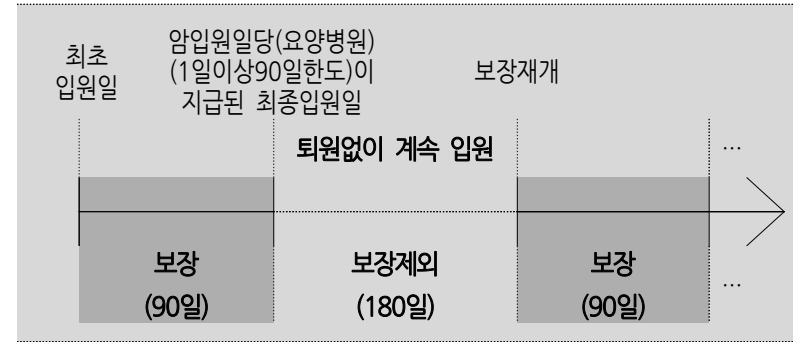 최초
입원일
암입원일당(요양병원)
(1일이상90일한도)이
지급된 최종입원일
보장재개
퇴원없이 계속 입원
…
보장
(90일)
보장제외
(180일)
보장
(90일)
…